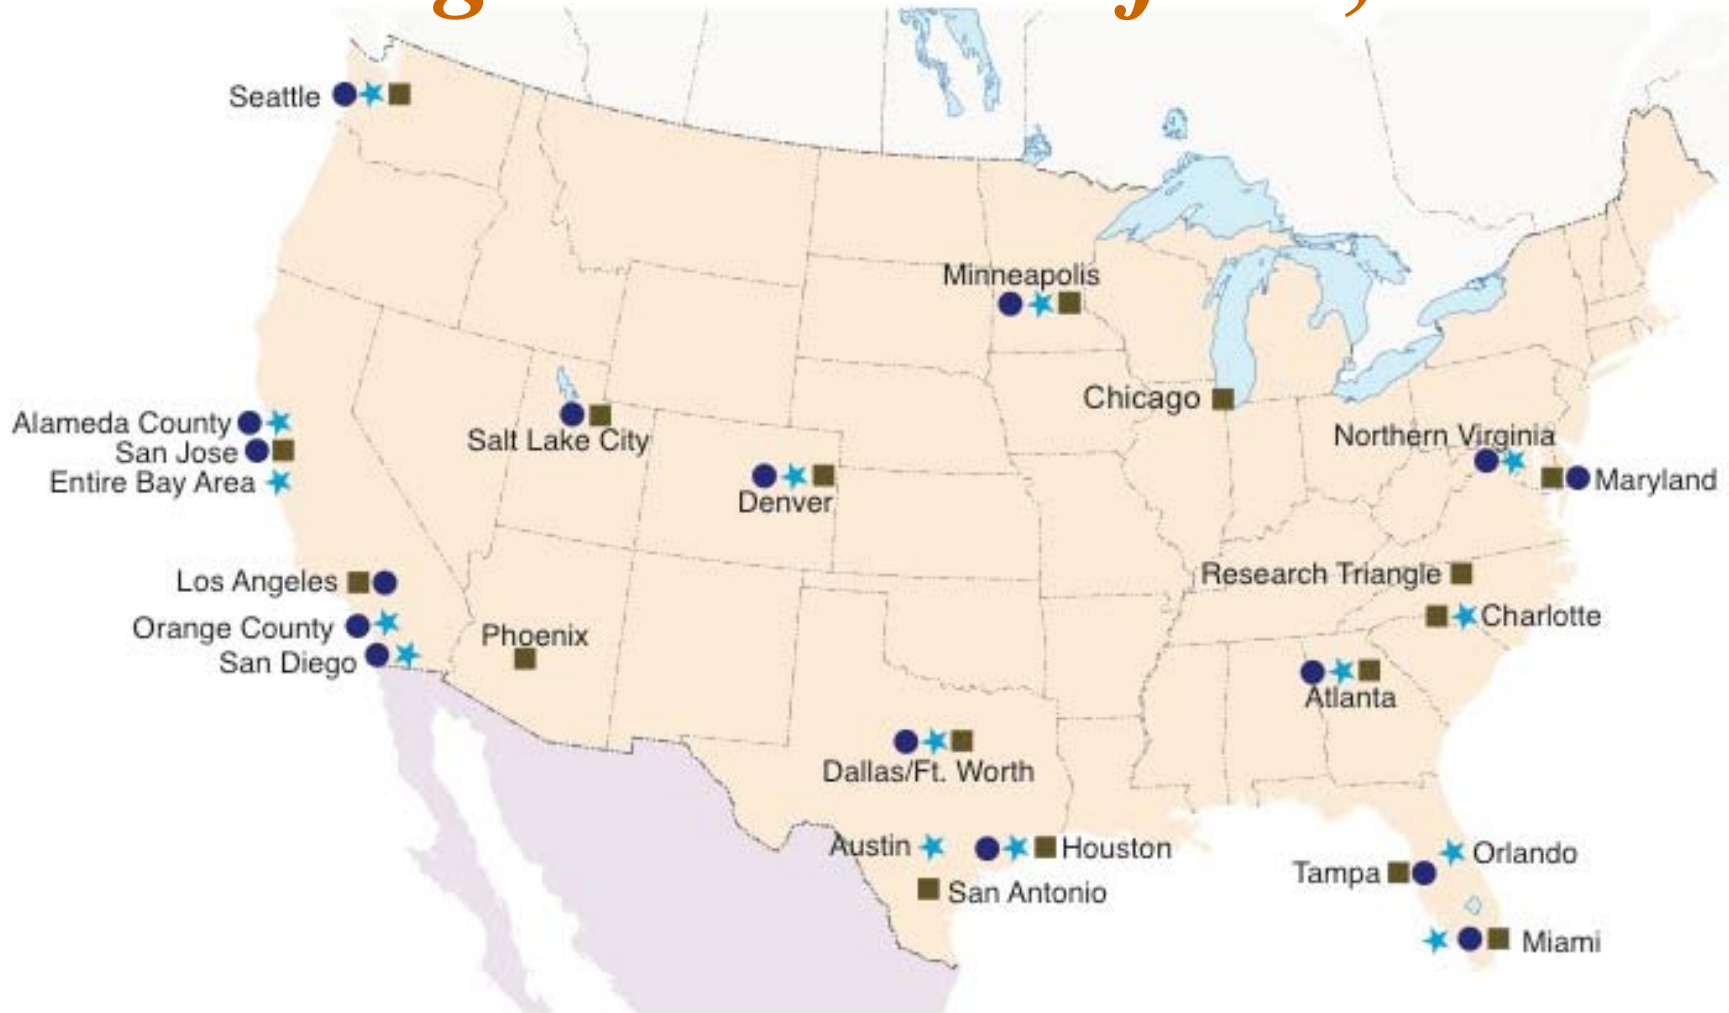 Seattle
Minneapolis
Chicago
Alameda County
San Jose
Entire Bay Area
Salt Lake City
Northern Virginia
Maryland
Denver
Los Angeles
Research Triangle
Orange County
Charlotte
Phoenix
San Diego
Atlanta
Dallas/Ft. Worth
Austin
Houston
Orlando
Tampa
San Antonio
Miami